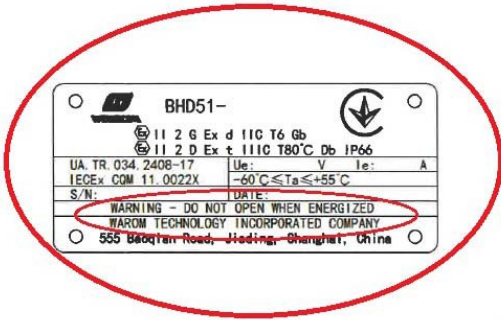 WAROM
BHD51-
Ex II 2 G Ex d IIC T6 Gb
Ex II 2 D Ex t IIIC T80°C Db IP66
UA. TR. 034. 2408-17 Ue: V Ie: A
IECEx CQM 11. 0022X -60°C≤Ta≤+55°C
S/N: DATE:
WARNING - DO NOT OPEN WHEN ENERGIZED
WAROM TECHNOLOGY INCORPORATED COMPANY
555 Baoqian Road, Jiading, Shanghai, China